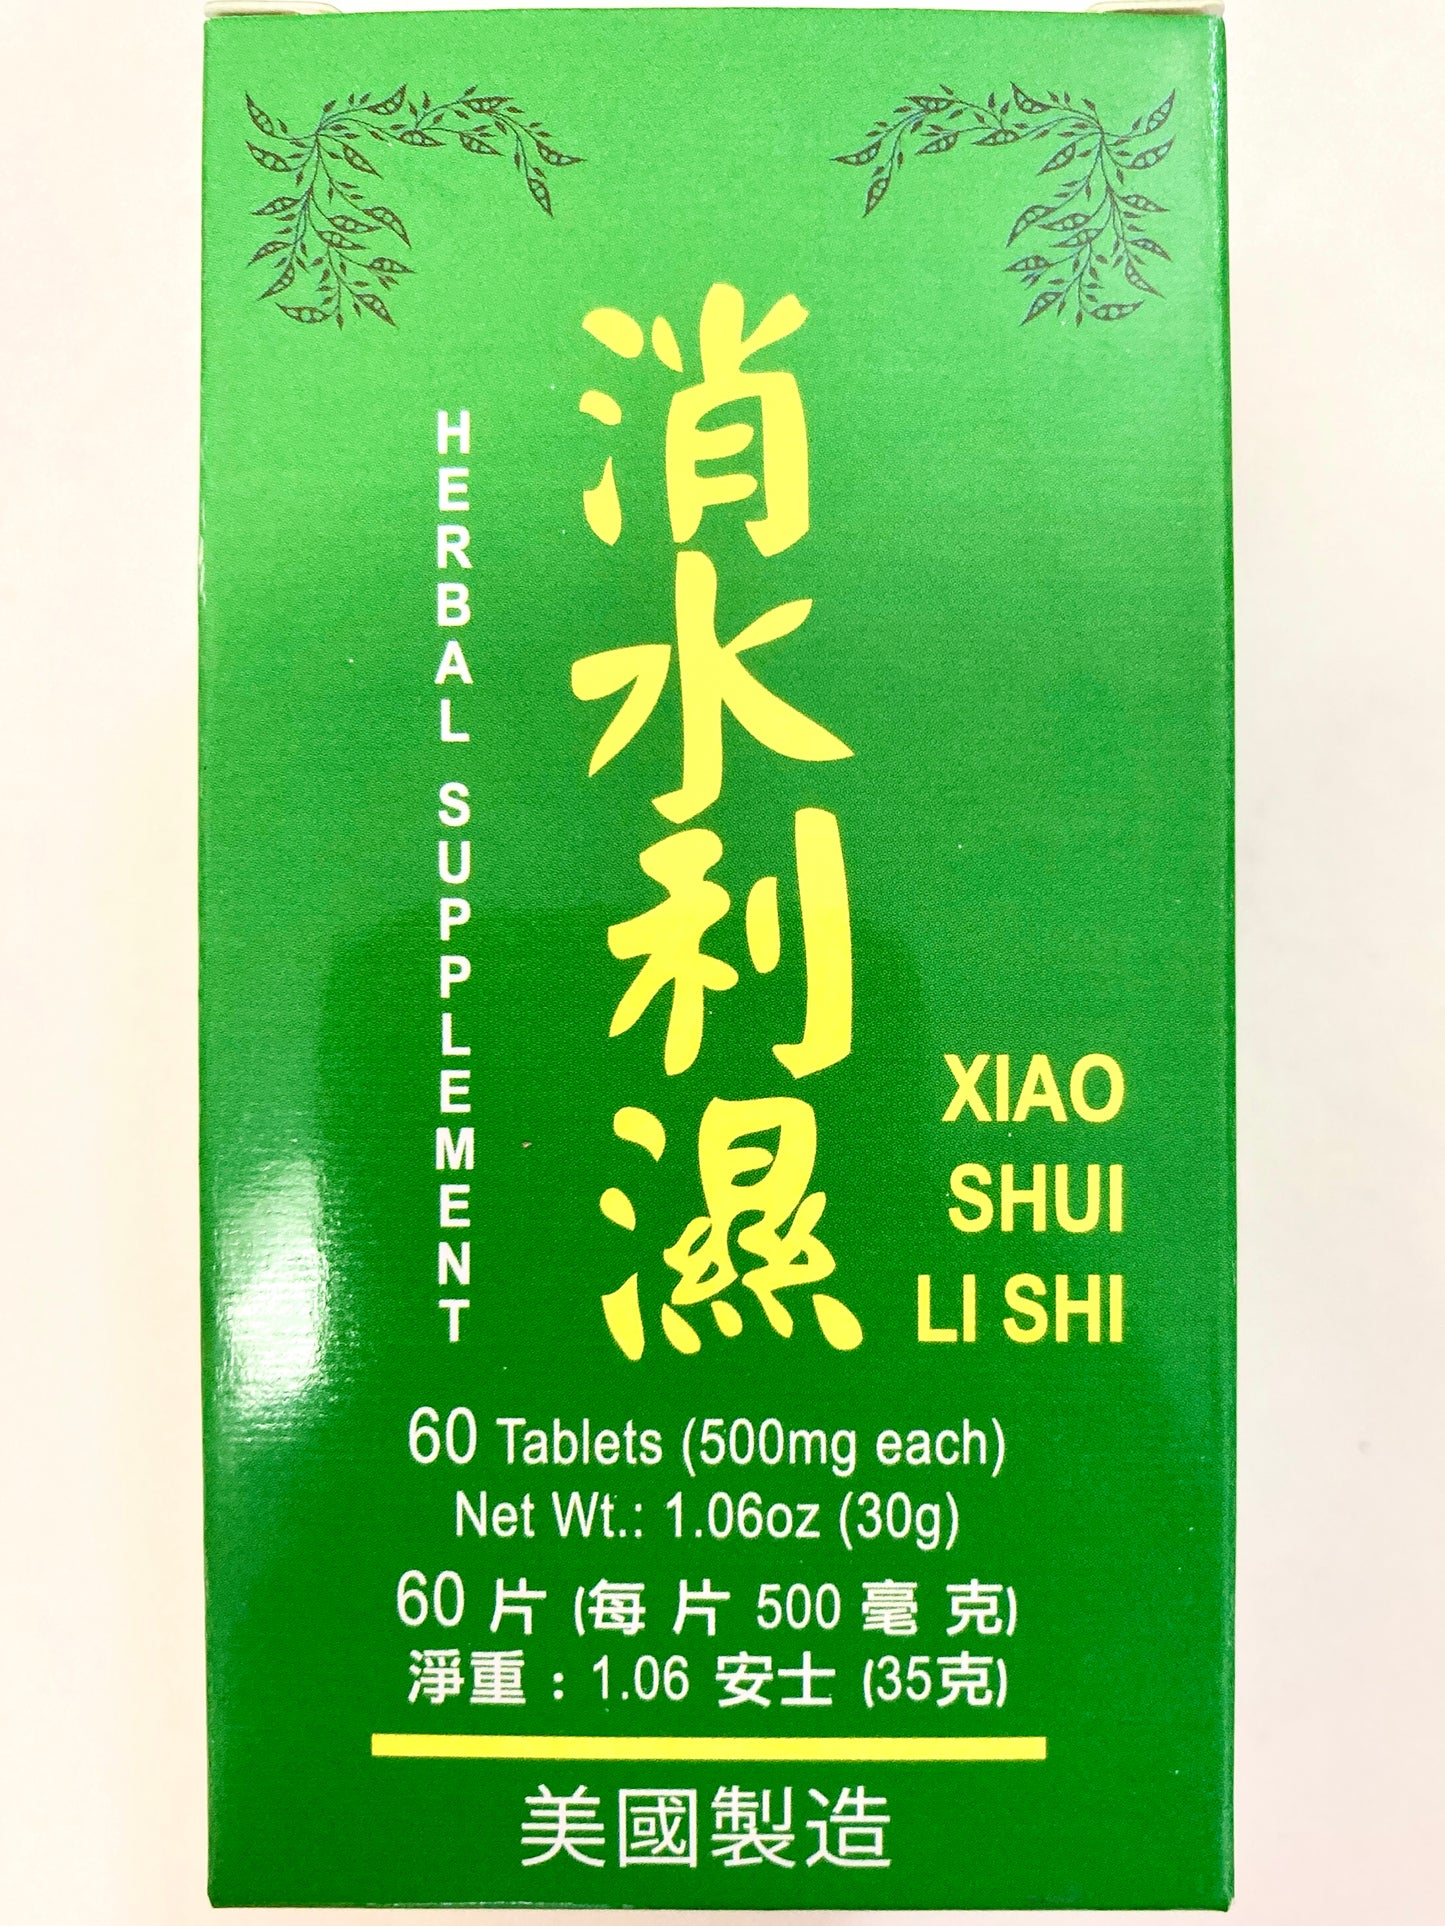 HERBAL SUPPLEMENT
消水利濕
XIAO
SHUI
LI SHI
60 Tablets (500mg each)
Net Wt.: 1.06oz (30g)
60 片 (每 片 500 毫 克)
淨重：1.06 安士 (35克)
美國製造